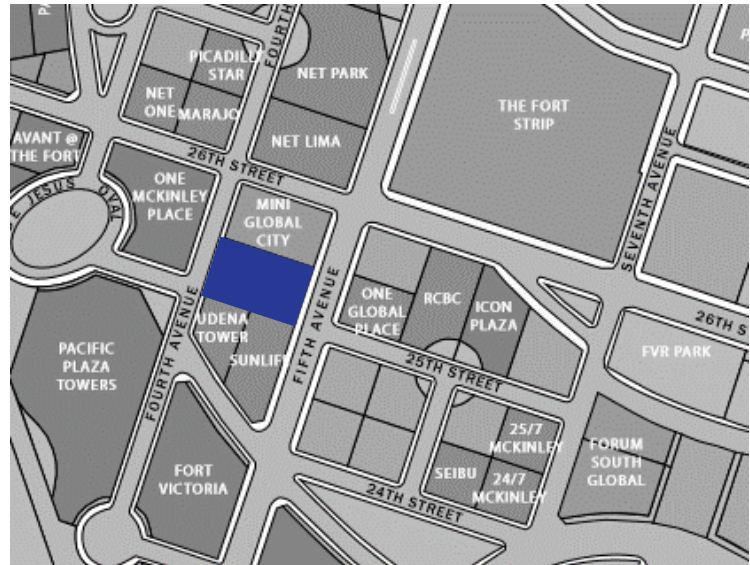 PICADILLY
STAR
FOURTH
NET PARK
NET
ONE
MARAJO
THE FORT
STRIP
NET LIMA
AVANT @
THE FORT
26TH STREET
SEVENTH AVENUE
ONE
MCKINLEY
PLACE
JESUS OVAL
MINI
GLOBAL
CITY
ONE
GLOBAL
PLACE
RCBC
ICON
PLAZA
26TH S
UDENA
TOWER
SUNLIFE
FIFTH AVENUE
FOURTH AVENUE
PACIFIC
PLAZA
TOWERS
25TH STREET
FVR PARK
25/7
MCKINLEY
FORUM
SOUTH
GLOBAL
FORT
VICTORIA
SEIBU
24/7
MCKINLEY
24TH STREET